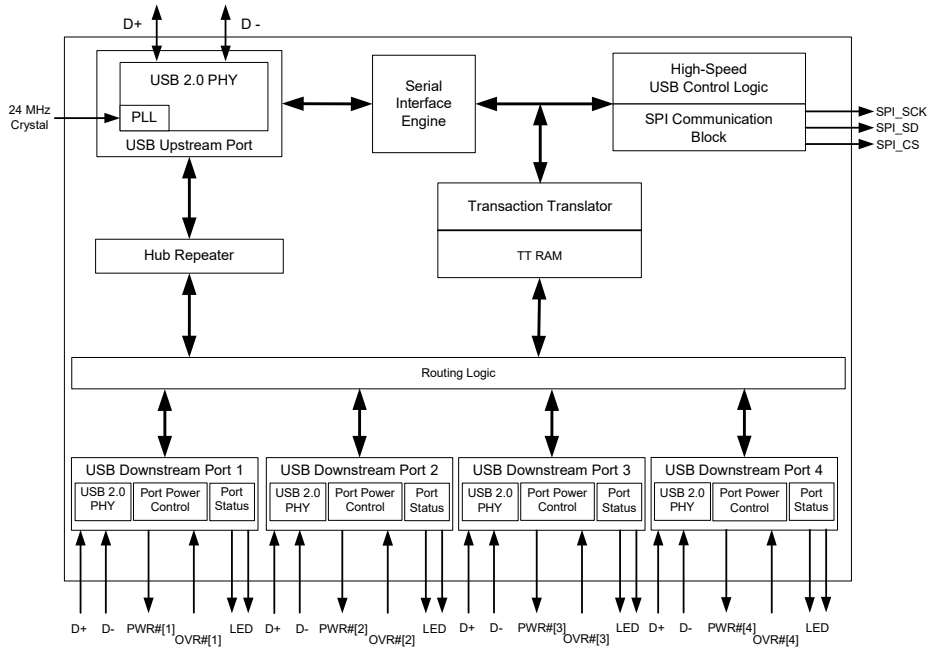 D+
D -
USB 2.0 PHY
PLL
USB Upstream Port
24 MHz
Crystal
Serial
Interface
Engine
High-Speed
USB Control Logic
SPI Communication
Block
SPI_SCK
SPI_SD
SPI_CS
Transaction Translator
TT RAM
Hub Repeater
Routing Logic
USB Downstream Port 1
USB 2.0
PHY
Port Power
Control
Port
Status
USB Downstream Port 2
USB 2.0
PHY
Port Power
Control
Port
Status
USB Downstream Port 3
USB 2.0
PHY
Port Power
Control
Port
Status
USB Downstream Port 4
USB 2.0
PHY
Port Power
Control
Port
Status
D+
D-
PWR#[1]
OVR#[1]
LED
D+
D-
PWR#[2]
OVR#[2]
LED
D+
D-
PWR#[3]
OVR#[3]
LED
D+
D-
PWR#[4]
OVR#[4]
LED